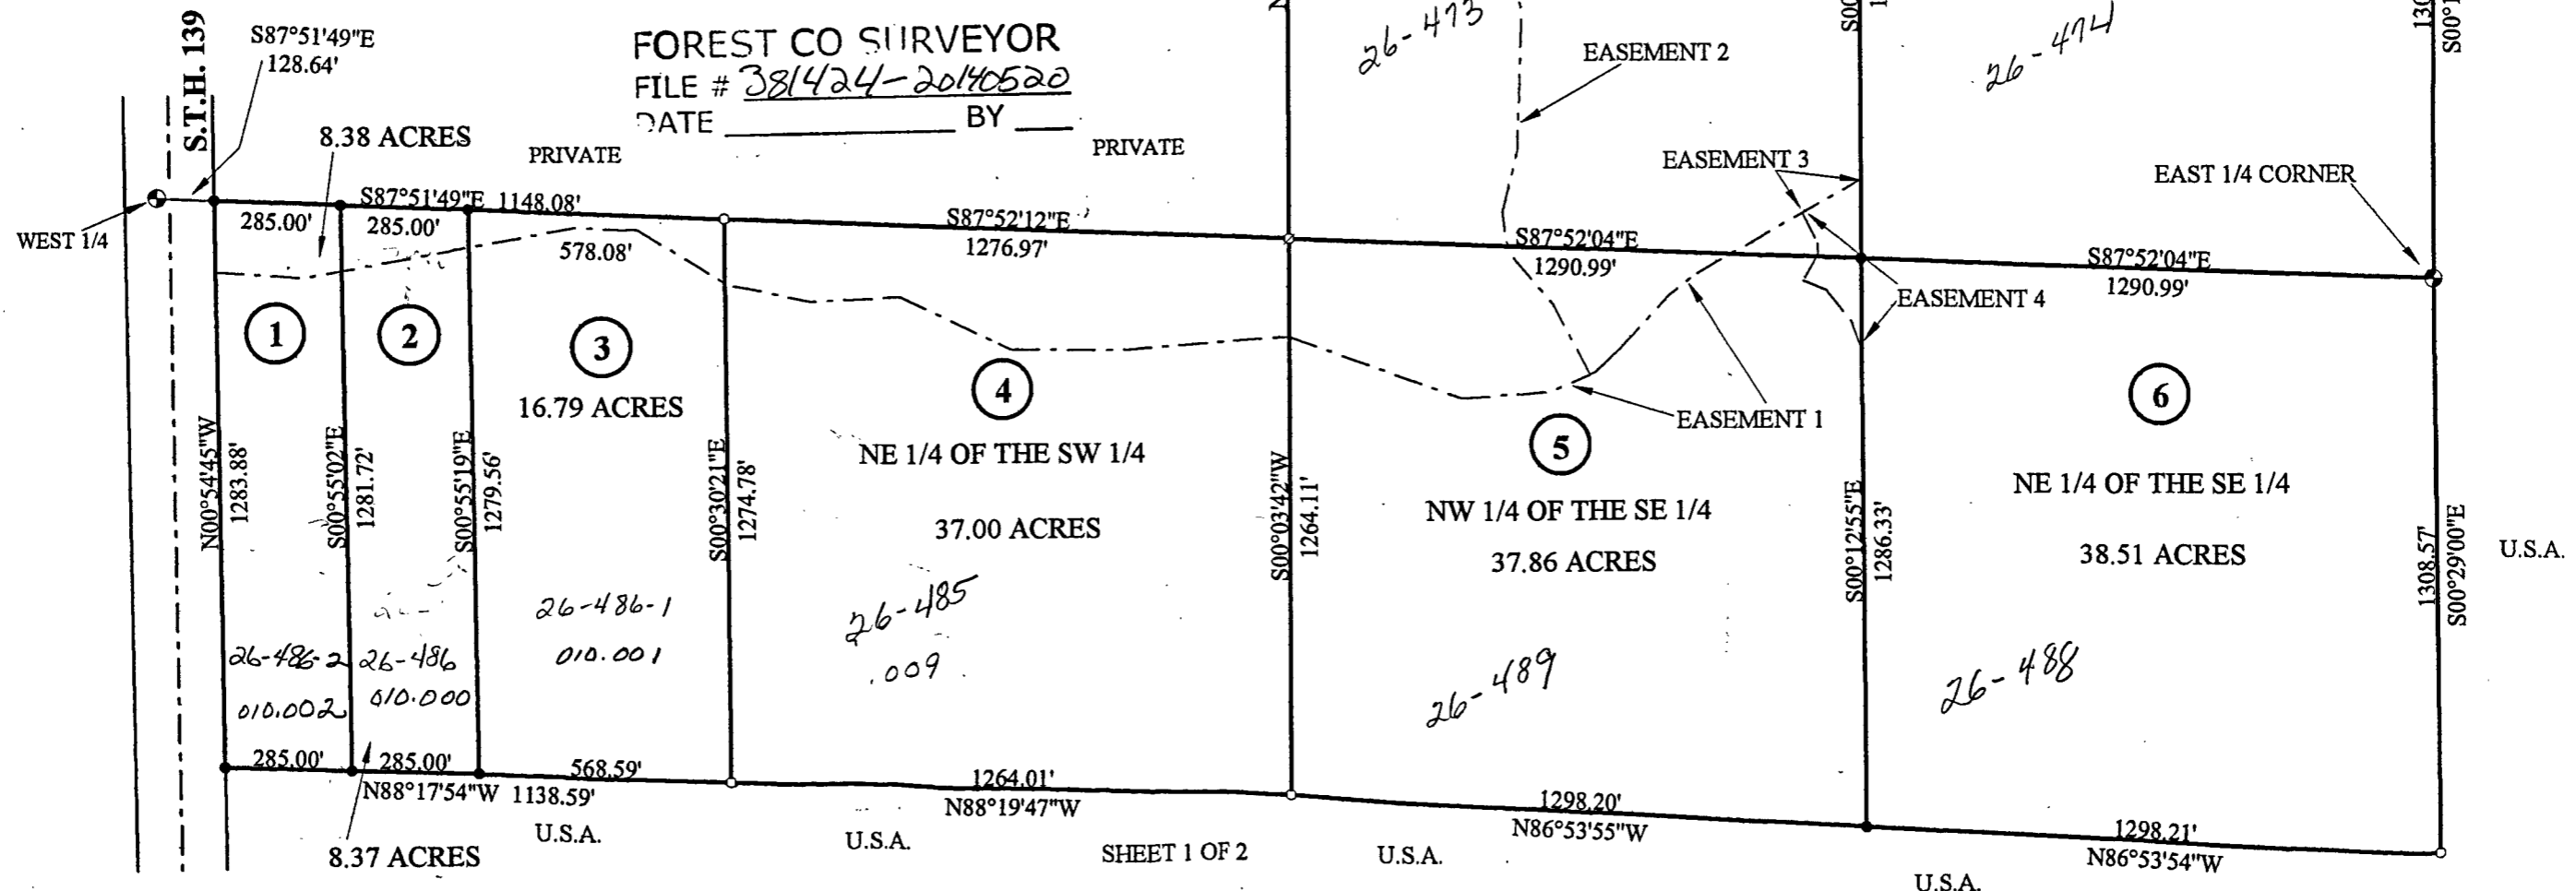 S.T.H. 139
S87°51'49"E
128.64'
FOREST CO SURVEYOR
FILE # 381424-20140520
DATE BY
8.38 ACRES
PRIVATE
PRIVATE
26-473
EASEMENT 2
26-474
EASEMENT 3
EAST 1/4 CORNER
WEST 1/4
S87°51'49"E 1148.08'
285.00'
285.00'
578.08'
S87°52'12"E
1276.97'
S87°52'04"E
1290.99'
S87°52'04"E
1290.99'
EASEMENT 4
EASEMENT 1
1
2
3
16.79 ACRES
4
NE 1/4 OF THE SW 1/4
37.00 ACRES
5
NW 1/4 OF THE SE 1/4
37.86 ACRES
6
NE 1/4 OF THE SE 1/4
38.51 ACRES
N00°54'45"W
1283.88'
S00°55'02"E
1281.72'
S00°55'19"E
1279.56'
S00°30'21"E
1274.78'
S00°03'42"W
1264.11'
S00°12'55"E
1286.33'
1308.57'
S00°29'00"E
U.S.A.
26-486-2
010.002
26-486
010.000
26-486-1
010.001
26-485
.009
26-489
26-488
285.00'
285.00'
568.59'
N88°17'54"W 1138.59'
1264.01'
N88°19'47"W
1298.20'
N86°53'55"W
1298.21'
N86°53'54"W
8.37 ACRES
U.S.A.
U.S.A.
SHEET 1 OF 2
U.S.A.
U.S.A.